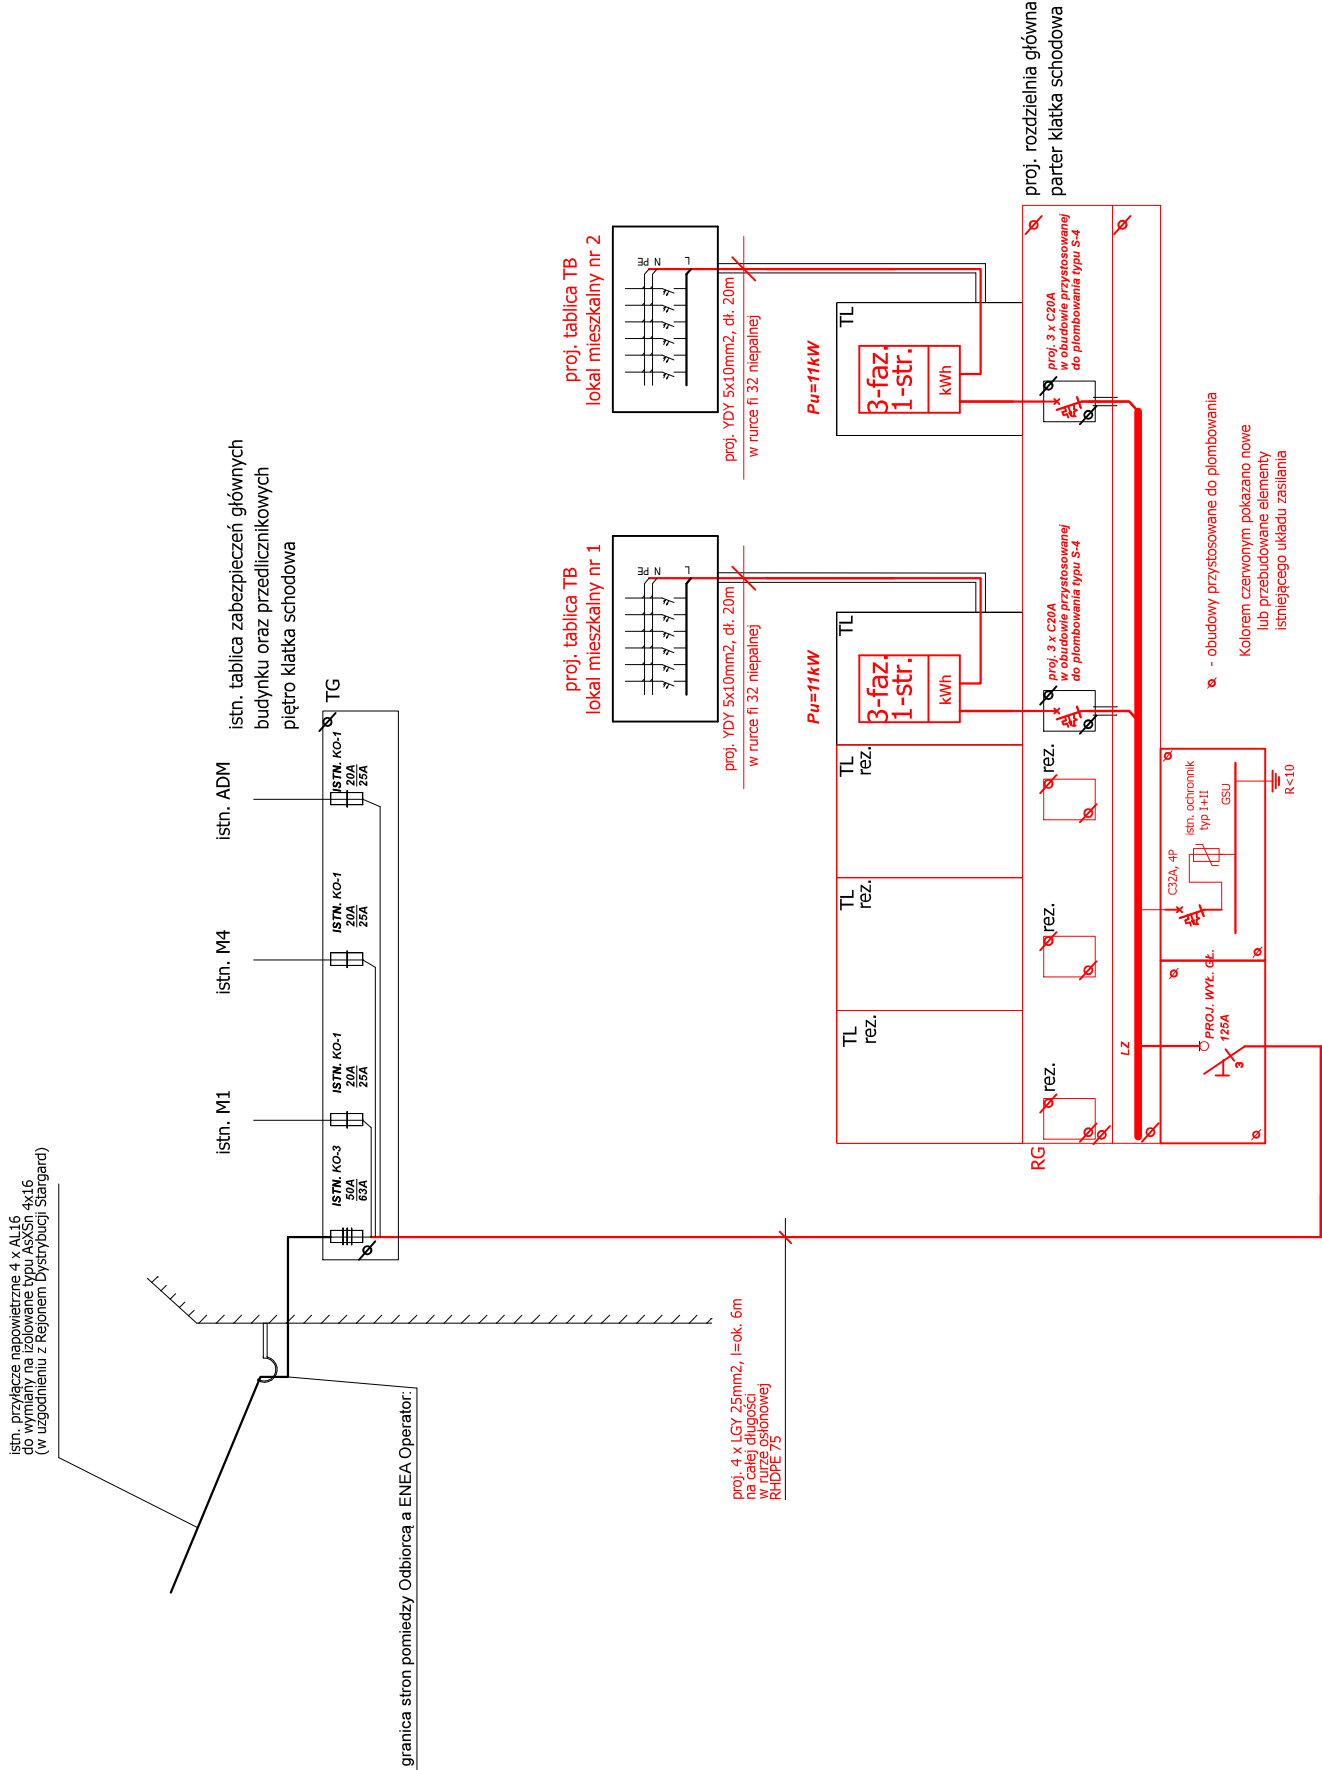 istn. przyłącze napowietrzne 4 x AL16
do wymiany na izolowane typu AsXSn 4x16
(w uzgodnieniu z Rejonem Dystrybucji Stargard)
granica stron pomiedzy Odbiorcą a ENEA Operator:
istn. tablica zabezpieczeń głównych
budynku oraz przedlicznikowych
piętro klatka schodowa
TG
istn. M1
istn. M4
istn. ADM
ISTN. KO-3
50A
63A
ISTN. KO-1
20A
25A
ISTN. KO-1
20A
25A
ISTN. KO-1
20A
25A
proj. 4 x LGY 25mm2, l=ok. 6m
na całej długości
w rurze osłonowej
RHDPE 75
proj. tablica TB
lokal mieszkalny nr 1
L
N
PE
proj. YDY 5x10mm2, dł. 20m
w rurce fi 32 niepalnej
proj. tablica TB
lokal mieszkalny nr 2
L
N
PE
proj. YDY 5x10mm2, dł. 20m
w rurce fi 32 niepalnej
Pu=11kW
TL
3-faz.
1-str.
kWh
Pu=11kW
TL
3-faz.
1-str.
kWh
TL
rez.
TL
rez.
TL
rez.
proj. rozdzielnia główna
parter klatka schodowa
RG
rez.
rez.
rez.
proj. 3 x C20A
w obudowie przystosowanej
do plombowania typu S-4
proj. 3 x C20A
w obudowie przystosowanej
do plombowania typu S-4
LZ
PROJ. WYŁ. GŁ.
125A
3
C32A, 4P
istn. ochronnik
typ I+II
GSU
R<10
- obudowy przystosowane do plombowania
Kolorem czerwonym pokazano nowe
lub przebudowane elementy
istniejącego układu zasilania